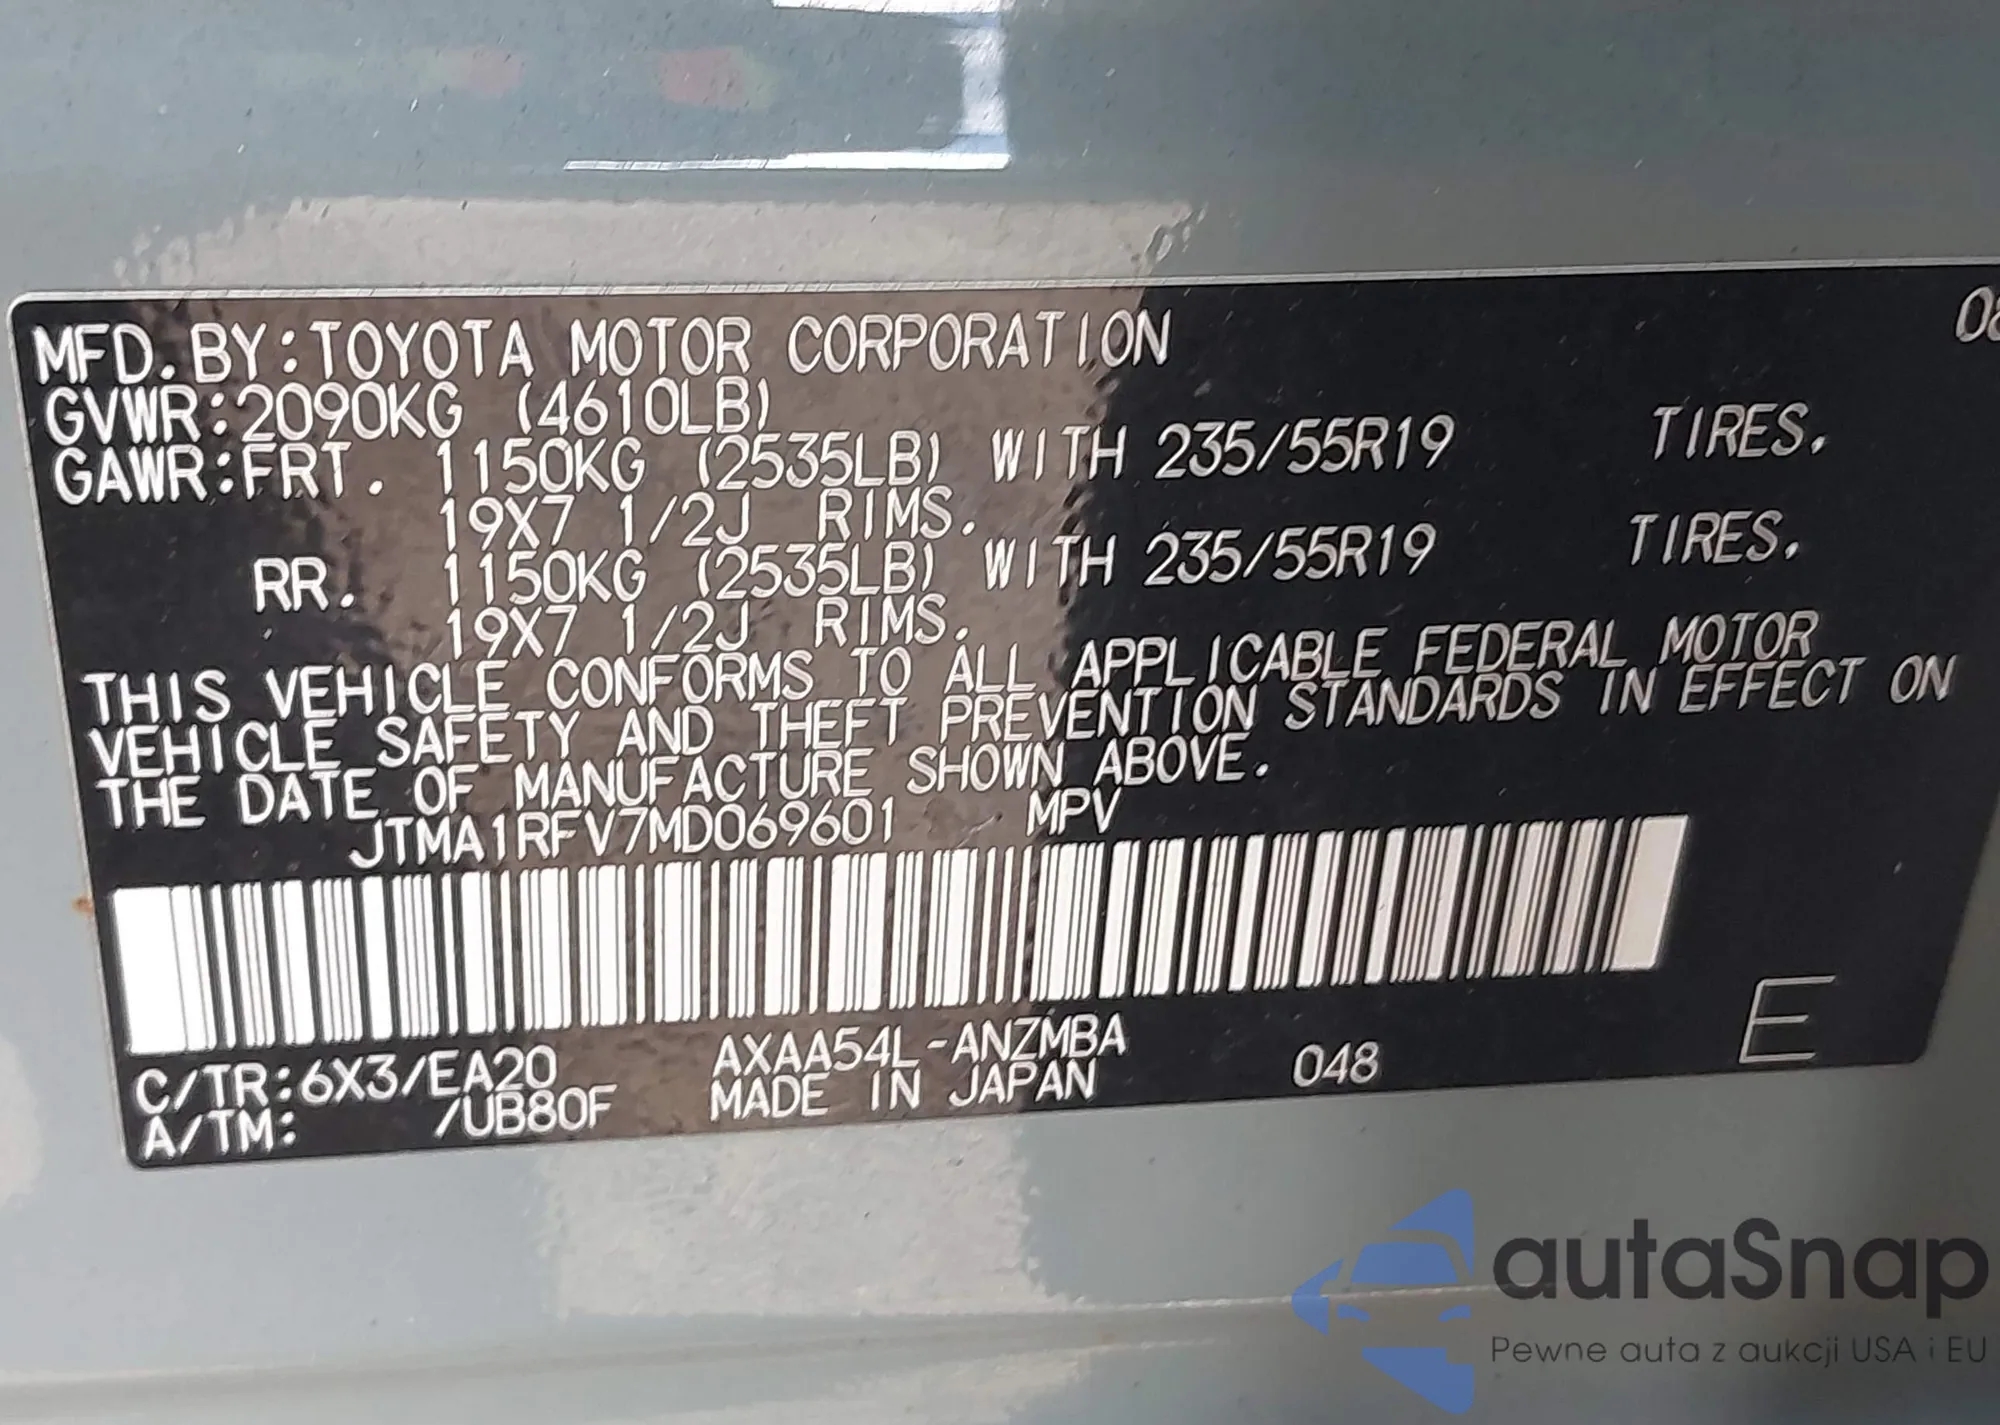 08
MFD.BY:TOYOTA MOTOR CORPORATION
GVWR:2090KG (4610LB)
GAWR:FRT. 1150KG (2535LB) WITH 235/55R19 TIRES.
19X7 1/2J RIMS.
RR. 1150KG (2535LB) WITH 235/55R19 TIRES.
19X7 1/2J RIMS.
THIS VEHICLE CONFORMS TO ALL APPLICABLE FEDERAL MOTOR
VEHICLE SAFETY AND THEFT PREVENTION STANDARDS IN EFFECT ON
THE DATE OF MANUFACTURE SHOWN ABOVE.
JTMA1RFV7MD069601 MPV
E
C/TR:6X3/EA20 AXAA54L-ANZMBA 048
A/TM: /UB80F MADE IN JAPAN
autaSnap
Pewne auta z aukcji USA i EU